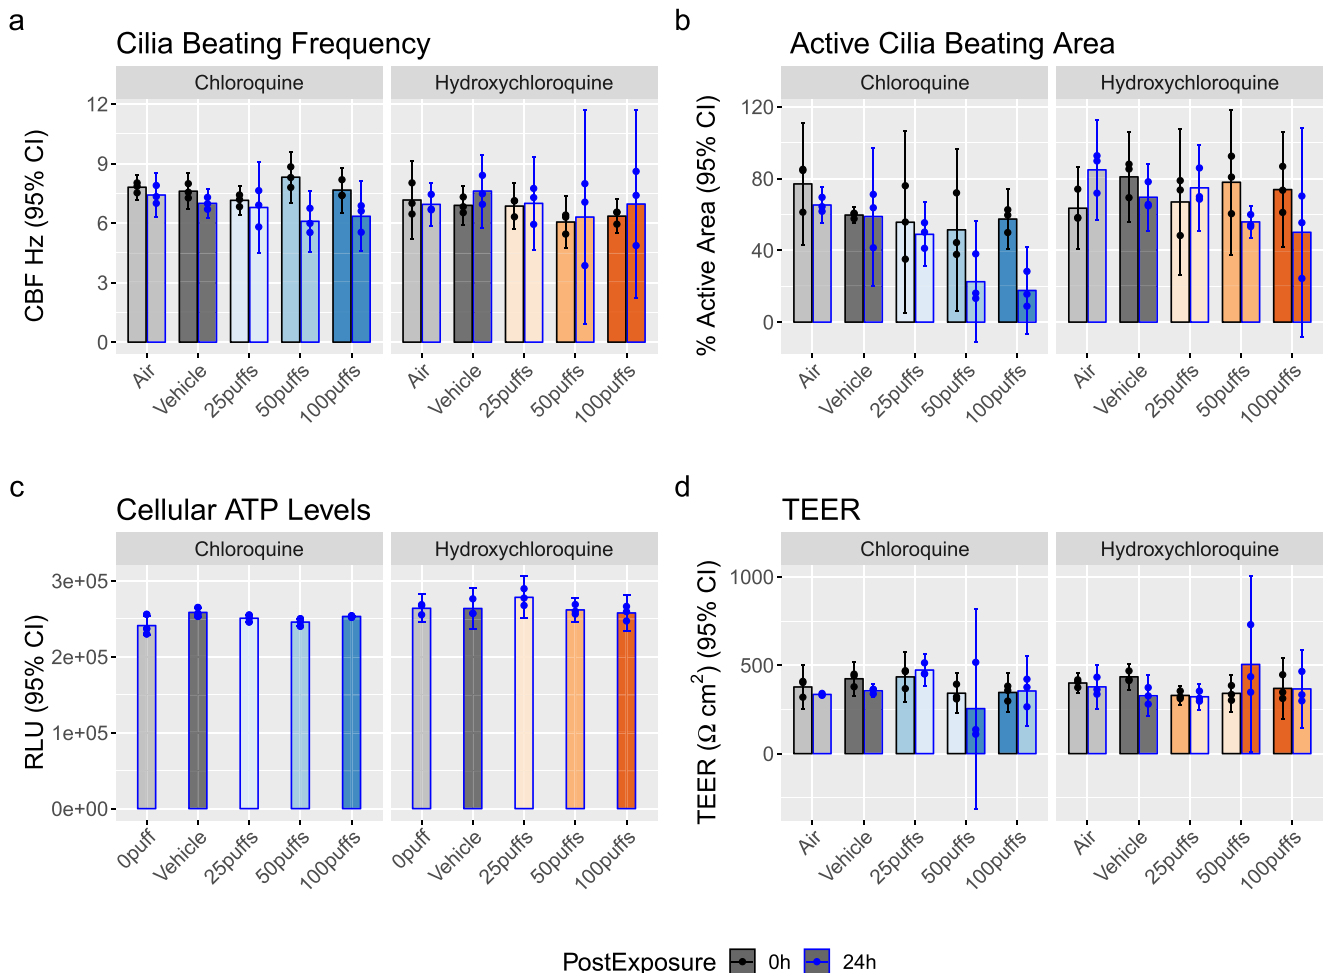 a
Cilia Beating Frequency
Chloroquine
Hydroxychloroquine
CBF Hz (95% CI)
12
9
6
3
0
Air
Vehicle
25puffs
50puffs
100puffs
Air
Vehicle
25puffs
50puffs
100puffs
b
Active Cilia Beating Area
Chloroquine
Hydroxychloroquine
% Active Area (95% CI)
120
80
40
0
Air
Vehicle
25puffs
50puffs
100puffs
Air
Vehicle
25puffs
50puffs
100puffs
c
Cellular ATP Levels
Chloroquine
Hydroxychloroquine
RLU (95% CI)
3e+05
2e+05
1e+05
0e+00
0puff
Vehicle
25puffs
50puffs
100puffs
0puff
Vehicle
25puffs
50puffs
100puffs
d
TEER
Chloroquine
Hydroxychloroquine
TEER (Ω cm²) (95% CI)
1000
500
0
Air
Vehicle
25puffs
50puffs
100puffs
Air
Vehicle
25puffs
50puffs
100puffs
PostExposure 0h 24h